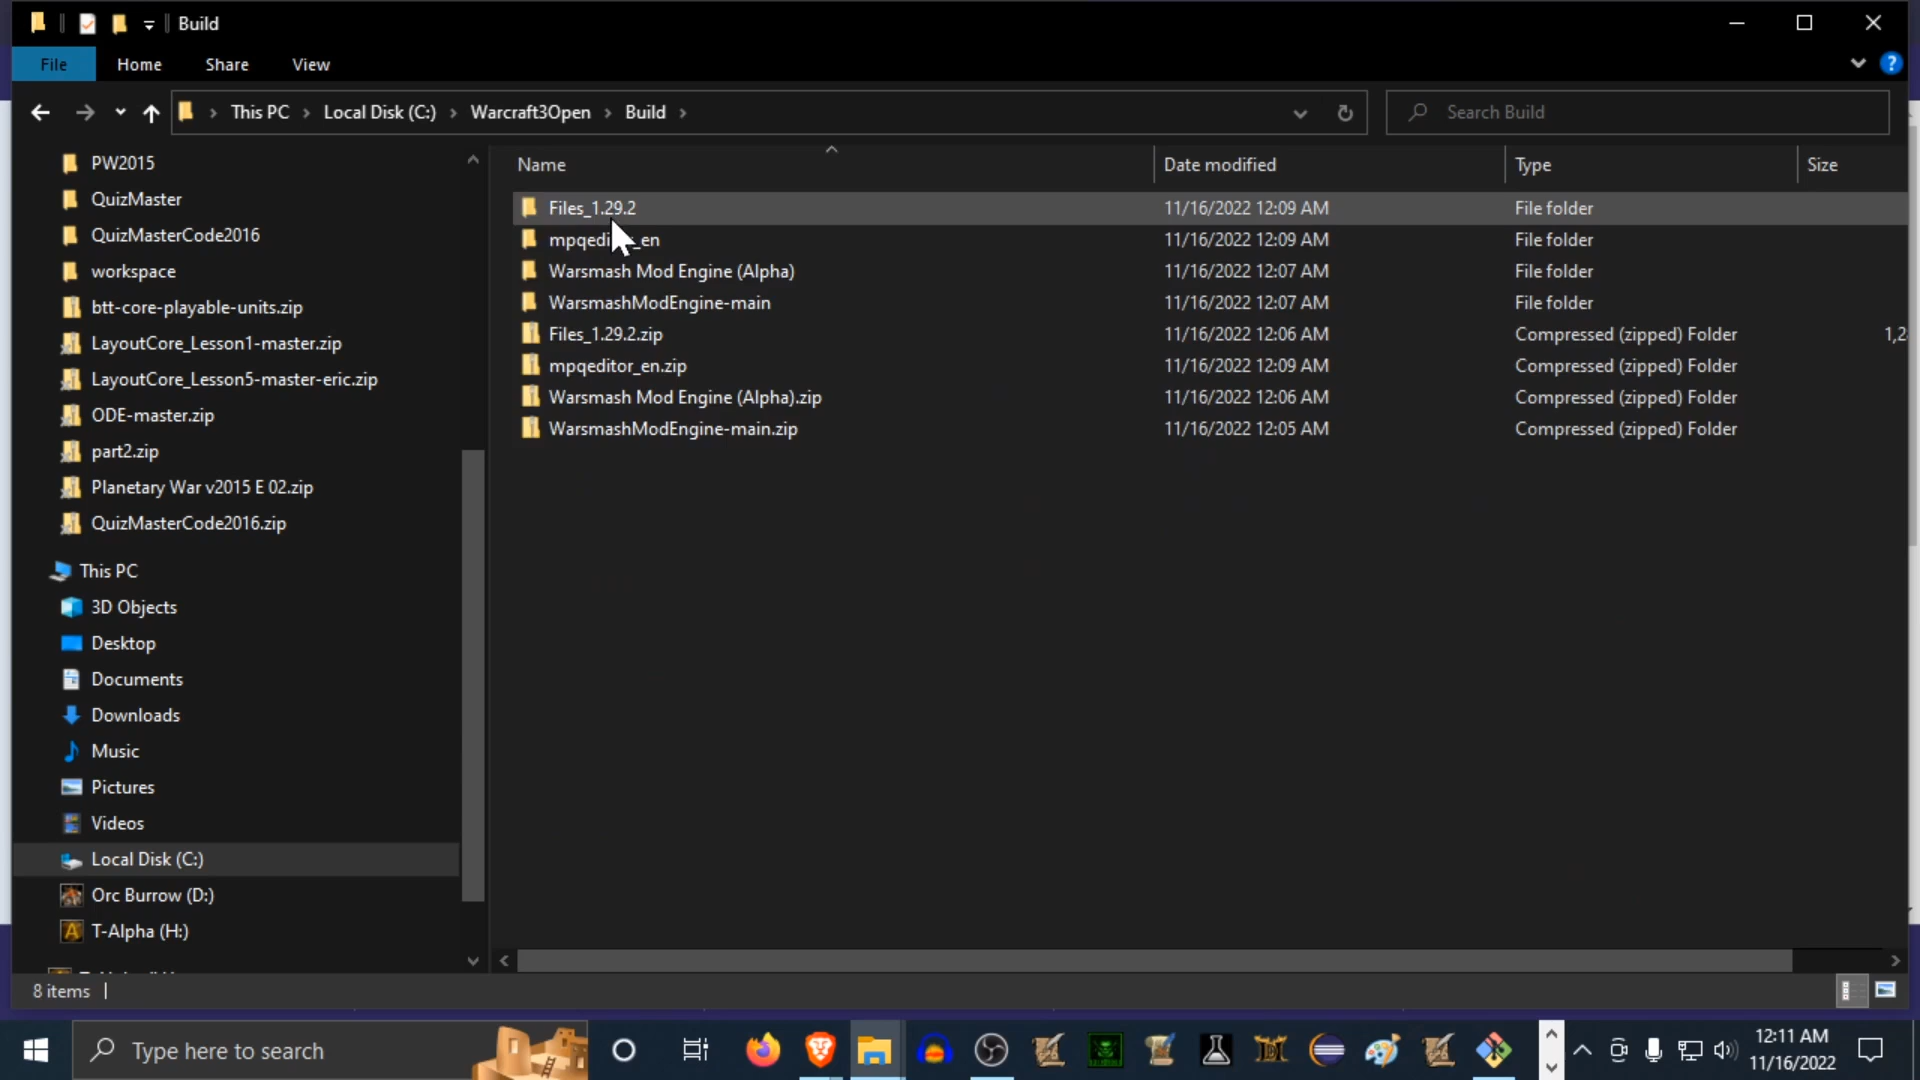 Build
File Home Share View
This PC Local Disk (C:) Warcraft3Open Build
Search Build
Name Date modified Type Size
PW2015
QuizMaster
QuizMasterCode2016
workspace
btt-core-playable-units.zip
LayoutCore_Lesson1-master.zip
LayoutCore_Lesson5-master-eric.zip
ODE-master.zip
part2.zip
Planetary War v2015 E 02.zip
QuizMasterCode2016.zip
This PC
3D Objects
Desktop
Documents
Downloads
Music
Pictures
Videos
Local Disk (C:)
Orc Burrow (D:)
T-Alpha (H:)
Files_1.29.2 11/16/2022 12:09 AM File folder
mpqeditor_en 11/16/2022 12:09 AM File folder
Warsmash Mod Engine (Alpha) 11/16/2022 12:07 AM File folder
WarsmashModEngine-main 11/16/2022 12:07 AM File folder
Files_1.29.2.zip 11/16/2022 12:06 AM Compressed (zipped) Folder 1,2
mpqeditor_en.zip 11/16/2022 12:09 AM Compressed (zipped) Folder
Warsmash Mod Engine (Alpha).zip 11/16/2022 12:06 AM Compressed (zipped) Folder
WarsmashModEngine-main.zip 11/16/2022 12:05 AM Compressed (zipped) Folder
8 items
Type here to search
12:11 AM
11/16/2022